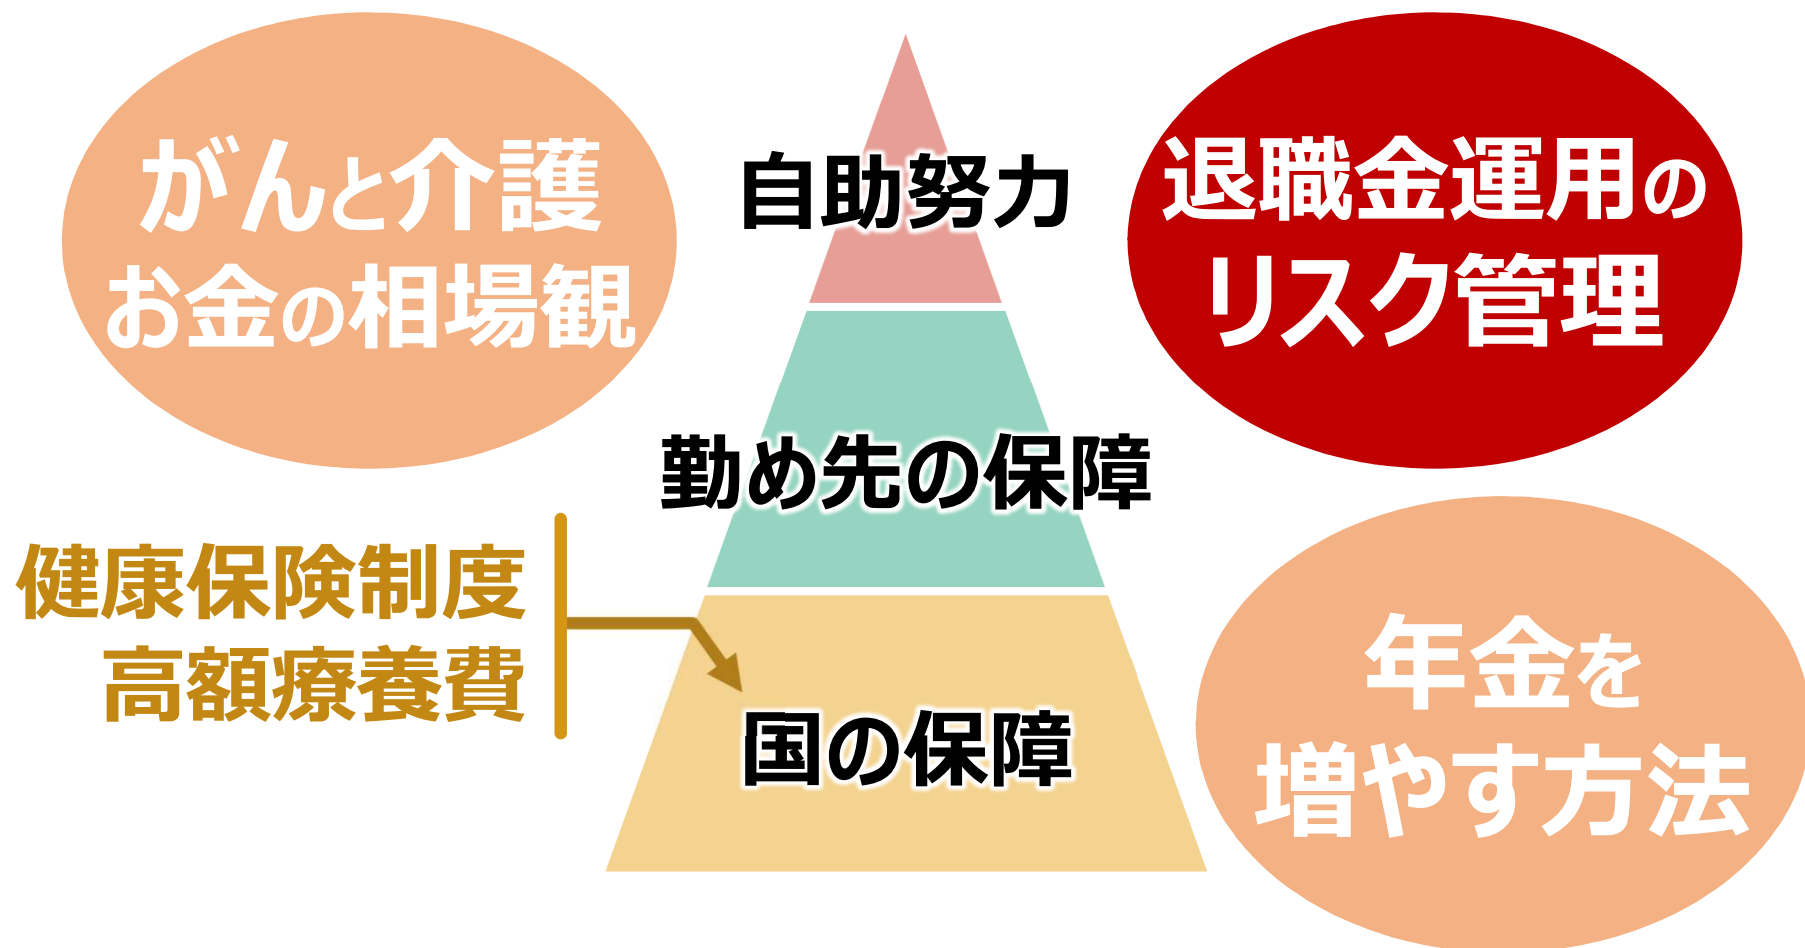 がんと介護
お金の相場観
自助努力
退職金運用の
リスク管理
勤め先の保障
健康保険制度
高額療養費
国の保障
年金を
増やす方法